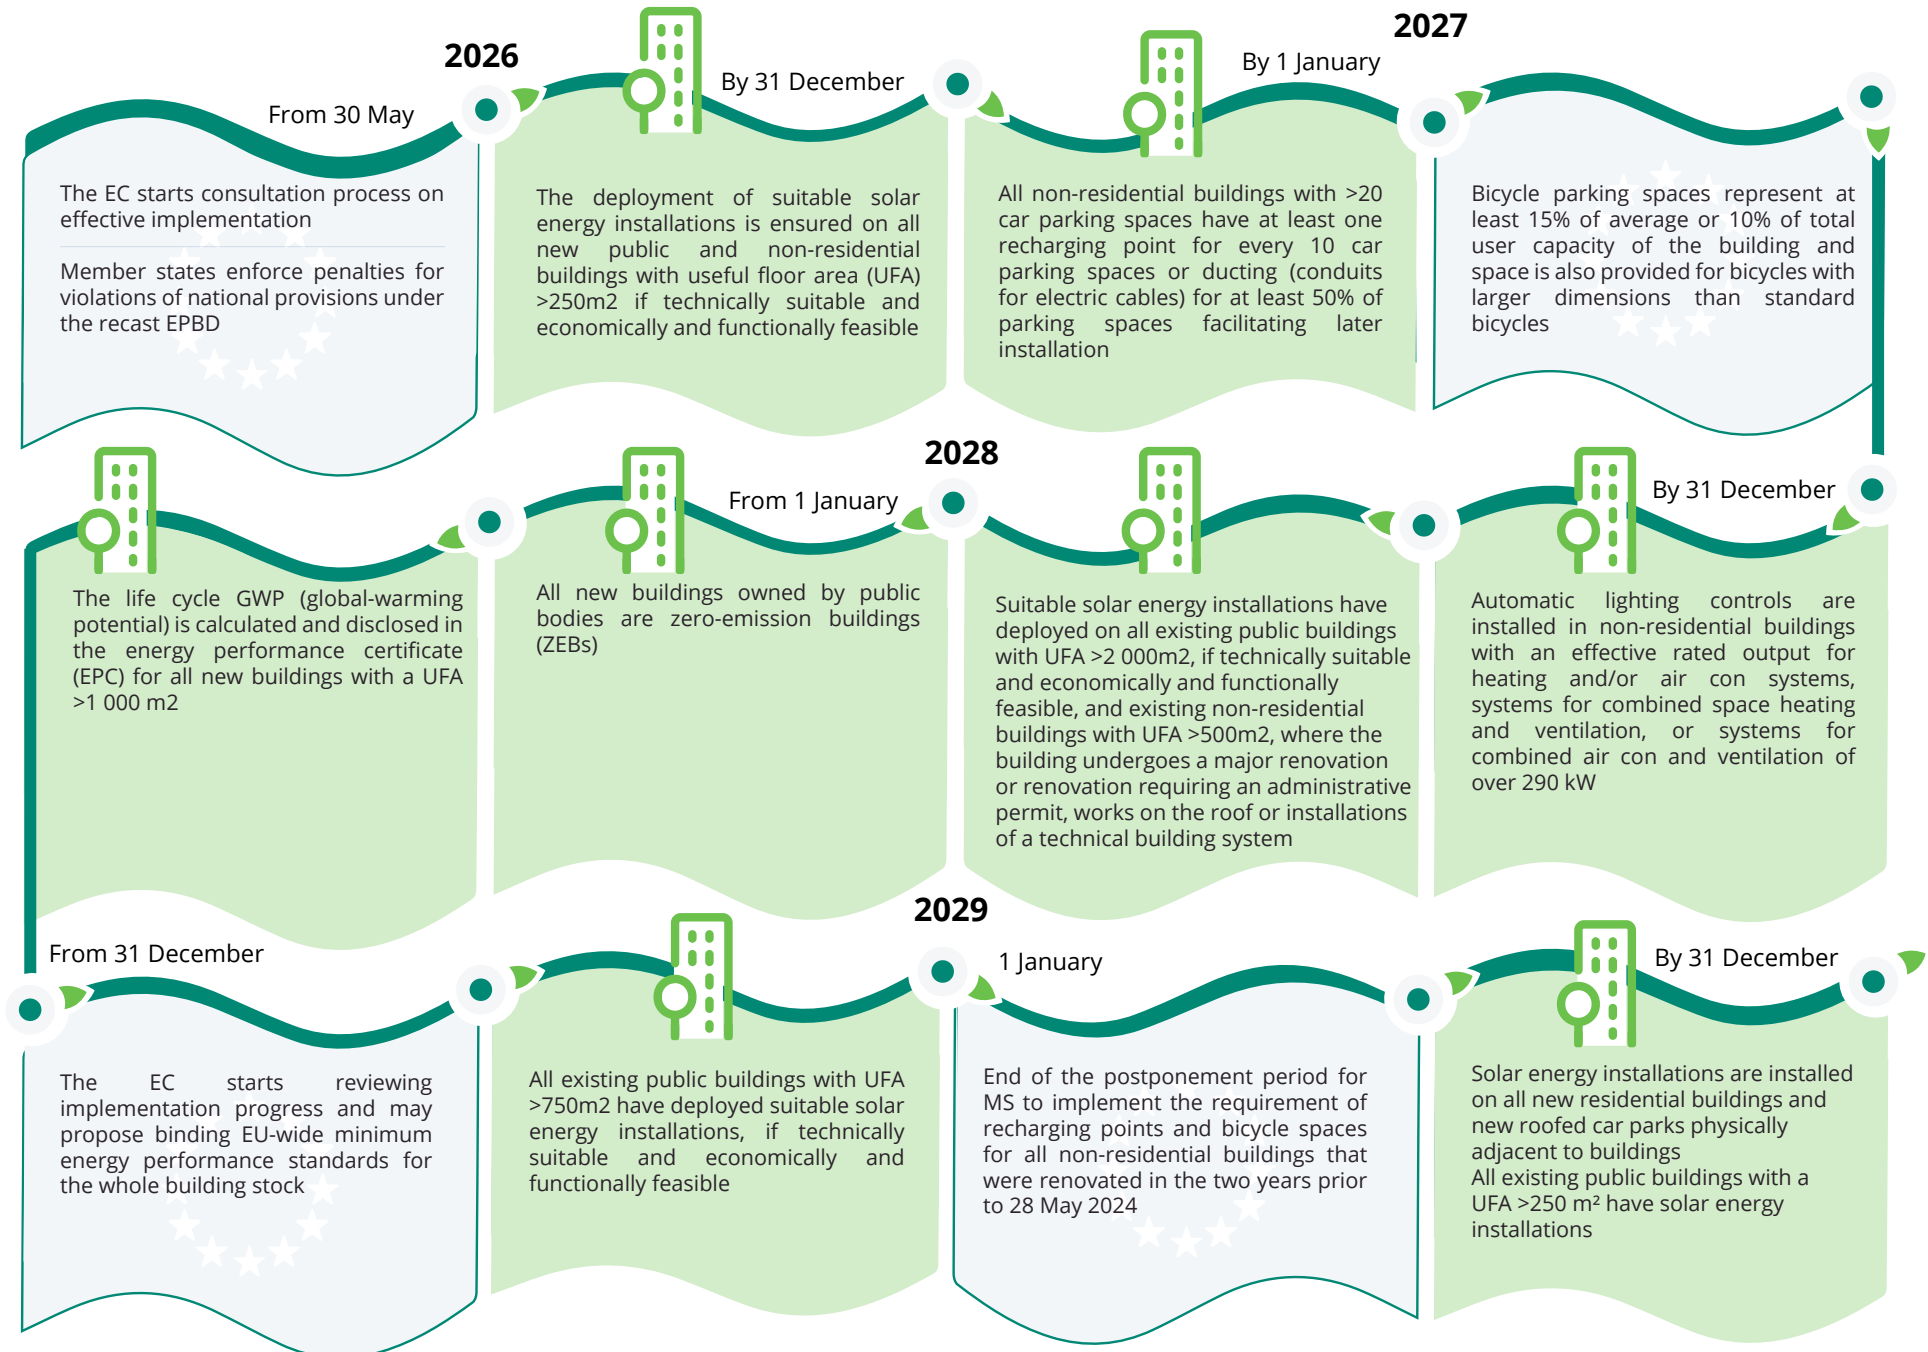 2026
From 30 May
The EC starts consultation process on
effective implementation
Member states enforce penalties for
violations of national provisions under
the recast EPBD
By 31 December
The deployment of suitable solar
energy installations is ensured on all
new public and non-residential
buildings with useful floor area (UFA)
>250m2 if technically suitable and
economically and functionally feasible
2027
By 1 January
All non-residential buildings with >20
car parking spaces have at least one
recharging point for every 10 car
parking spaces or ducting (conduits
for electric cables) for at least 50% of
parking spaces facilitating later
installation
Bicycle parking spaces represent at
least 15% of average or 10% of total
user capacity of the building and
space is also provided for bicycles with
larger dimensions than standard
bicycles
By 31 December
Automatic lighting controls are
installed in non-residential buildings
with an effective rated output for
heating and/or air con systems,
systems for combined space heating
and ventilation, or systems for
combined air con and ventilation of
over 290 kW
Suitable solar energy installations have
deployed on all existing public buildings
with UFA >2 000m2, if technically suitable
and economically and functionally
feasible, and existing non-residential
buildings with UFA >500m2, where the
building undergoes a major renovation
or renovation requiring an administrative
permit, works on the roof or installations
of a technical building system
2028
From 1 January
All new buildings owned by public
bodies are zero-emission buildings
(ZEBs)
The life cycle GWP (global-warming
potential) is calculated and disclosed in
the energy performance certificate
(EPC) for all new buildings with a UFA
>1 000 m2
From 31 December
The EC starts reviewing
implementation progress and may
propose binding EU-wide minimum
energy performance standards for
the whole building stock
All existing public buildings with UFA
>750m2 have deployed suitable solar
energy installations, if technically
suitable and economically and
functionally feasible
2029
1 January
End of the postponement period for
MS to implement the requirement of
recharging points and bicycle spaces
for all non-residential buildings that
were renovated in the two years prior
to 28 May 2024
By 31 December
Solar energy installations are installed
on all new residential buildings and
new roofed car parks physically
adjacent to buildings
All existing public buildings with a
UFA >250 m² have solar energy
installations